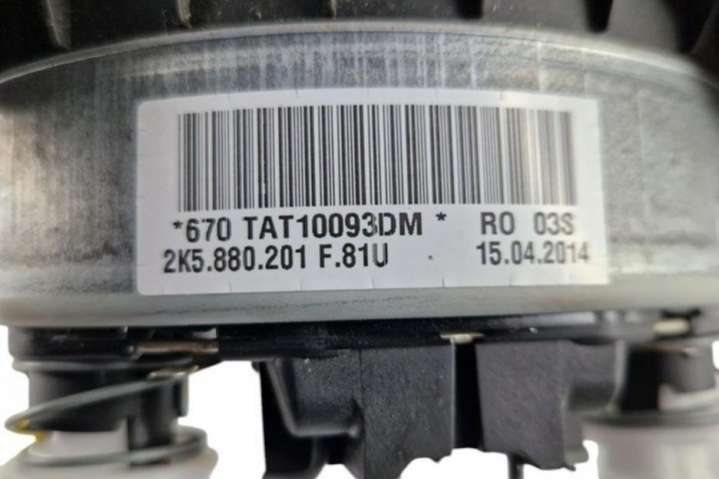 *670 TAT10093DM * RO 03S
2K5.880.201 F.81U 15.04.2014